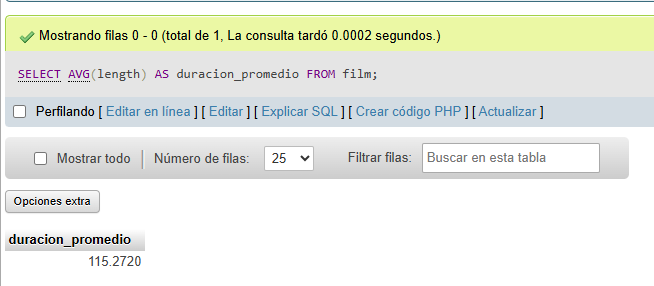 Mostrando filas 0 - 0 (total de 1, La consulta tardó 0.0002 segundos.)
SELECT AVG(length) AS duracion_promedio FROM film;
Perfilando [ Editar en línea ] [ Editar ] [ Explicar SQL ] [ Crear código PHP ] [ Actualizar ]
Mostrar todo Número de filas: 25 Filtrar filas: Buscar en esta tabla
Opciones extra
duracion_promedio
115.2720